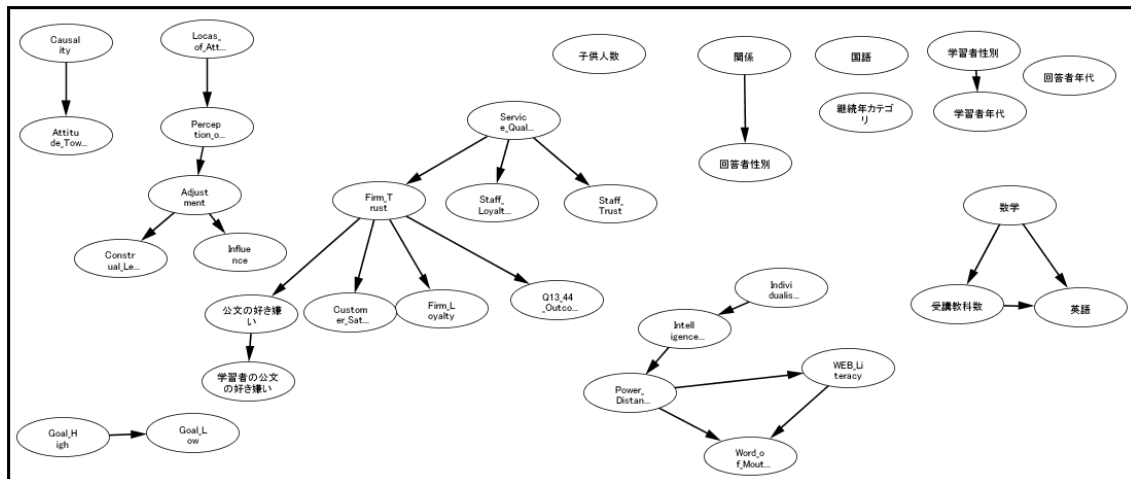 Causal
ity
Locas_
of_Att...
子供人数
関係
国語
学習者性別
回答者年代
Attitu
de_Tow...
Percep
tion_o...
Servic
e_Qual...
継続年カテゴ
リ
学習者年代
回答者性別
Adjust
ment
Firm_T
rust
Staff_
Loyalt...
Staff_
Trust
数学
Constr
ual_Le...
Influe
nce
公文の好き嫌
い
Custom
er_Sat...
Firm_L
oyalty
Q13_44
_Outco...
Indivi
dualis...
受講教科数
英語
Intell
igence...
学習者の公文
の好き嫌い
Power_
Distan...
WEB_Li
teracy
Goal_H
igh
Goal_L
ow
Word_o
f_Mout...